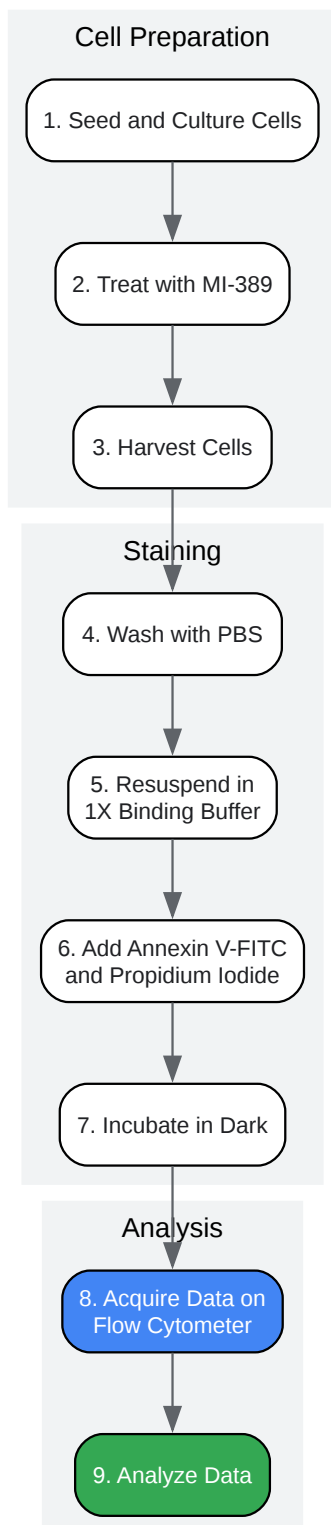 Cell Preparation
1. Seed and Culture Cells
2. Treat with MI-389
3. Harvest Cells
Staining
4. Wash with PBS
5. Resuspend in
1X Binding Buffer
6. Add Annexin V-FITC
and Propidium Iodide
7. Incubate in Dark
Analysis
8. Acquire Data on
Flow Cytometer
9. Analyze Data